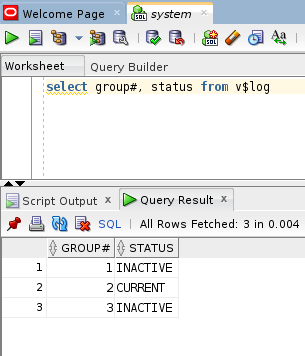 Welcome Page system
Worksheet Query Builder
select group#, status from v$log
Script Output Query Result
SQL All Rows Fetched: 3 in 0.004
GROUP# STATUS
1 1 INACTIVE
2 2 CURRENT
3 3 INACTIVE